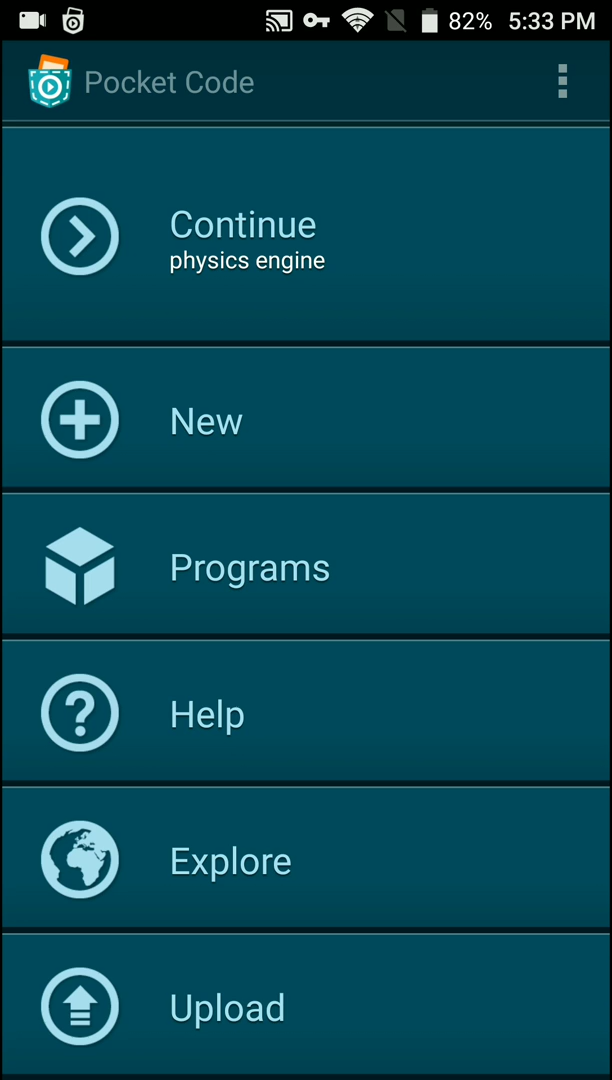 82% 5:33 PM
Pocket Code
Continue
physics engine
New
Programs
Help
Explore
Upload